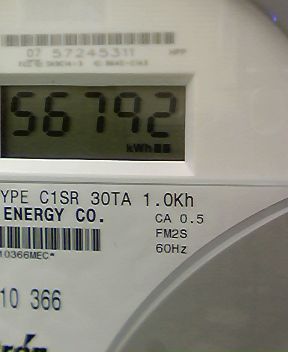 07 57245311
56792
kWh
YPE C1SR 30TA 1.0Kh
ENERGY CO.
CA 0.5
FM2S
60Hz
10366MEC*
10 366